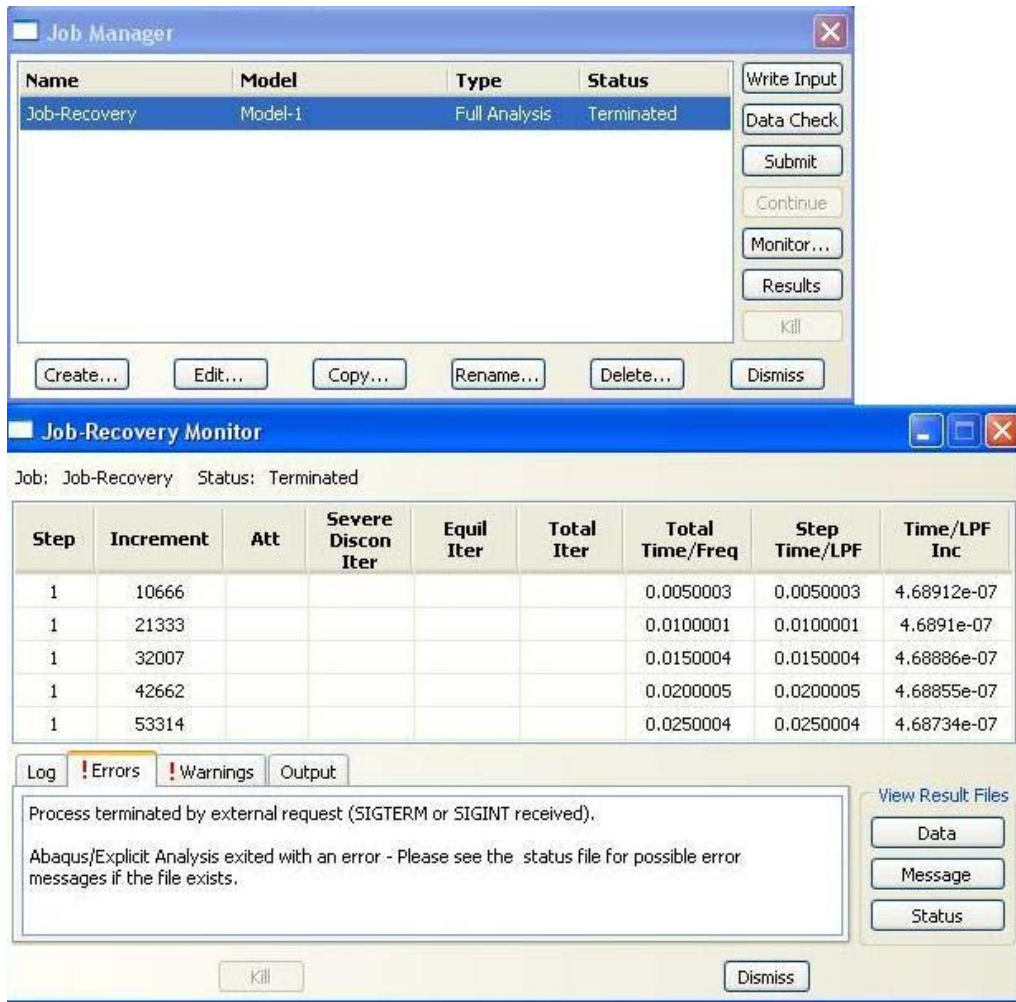 Job Manager
Name Model Type Status
Job-Recovery Model-1 Full Analysis Terminated
Write Input
Data Check
Submit
Continue
Monitor...
Results
Kill
Create... Edit... Copy... Rename... Delete... Dismiss
Job-Recovery Monitor
Job: Job-Recovery Status: Terminated
Step Increment Att Severe Discon Iter Equil Iter Total Iter Total Time/Freq Step Time/LPF Time/LPF Inc
1 10666 0.0050003 0.0050003 4.68912e-07
1 21333 0.0100001 0.0100001 4.6891e-07
1 32007 0.0150004 0.0150004 4.68886e-07
1 42662 0.0200005 0.0200005 4.68855e-07
1 53314 0.0250004 0.0250004 4.68734e-07
Log ! Errors ! Warnings Output
Process terminated by external request (SIGTERM or SIGINT received).
Abaqus/Explicit Analysis exited with an error - Please see the status file for possible error
messages if the file exists.
View Result Files
Data
Message
Status
Kill Dismiss